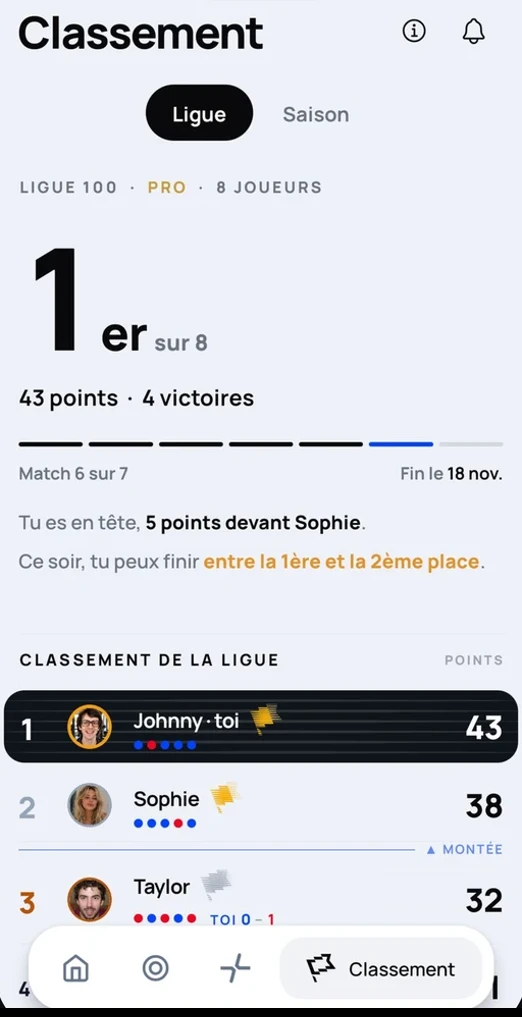 Classement
Ligue Saison
LIGUE 100 · PRO · 8 JOUEURS
1er sur 8
43 points · 4 victoires
Match 6 sur 7 Fin le 18 nov.
Tu es en tête, 5 points devant Sophie.
Ce soir, tu peux finir entre la 1ère et la 2ème place.
CLASSEMENT DE LA LIGUE POINTS
1 Johnny · toi 43
2 Sophie 38
▲ MONTÉE
3 Taylor 32
TOI 0 – 1
4
Classement